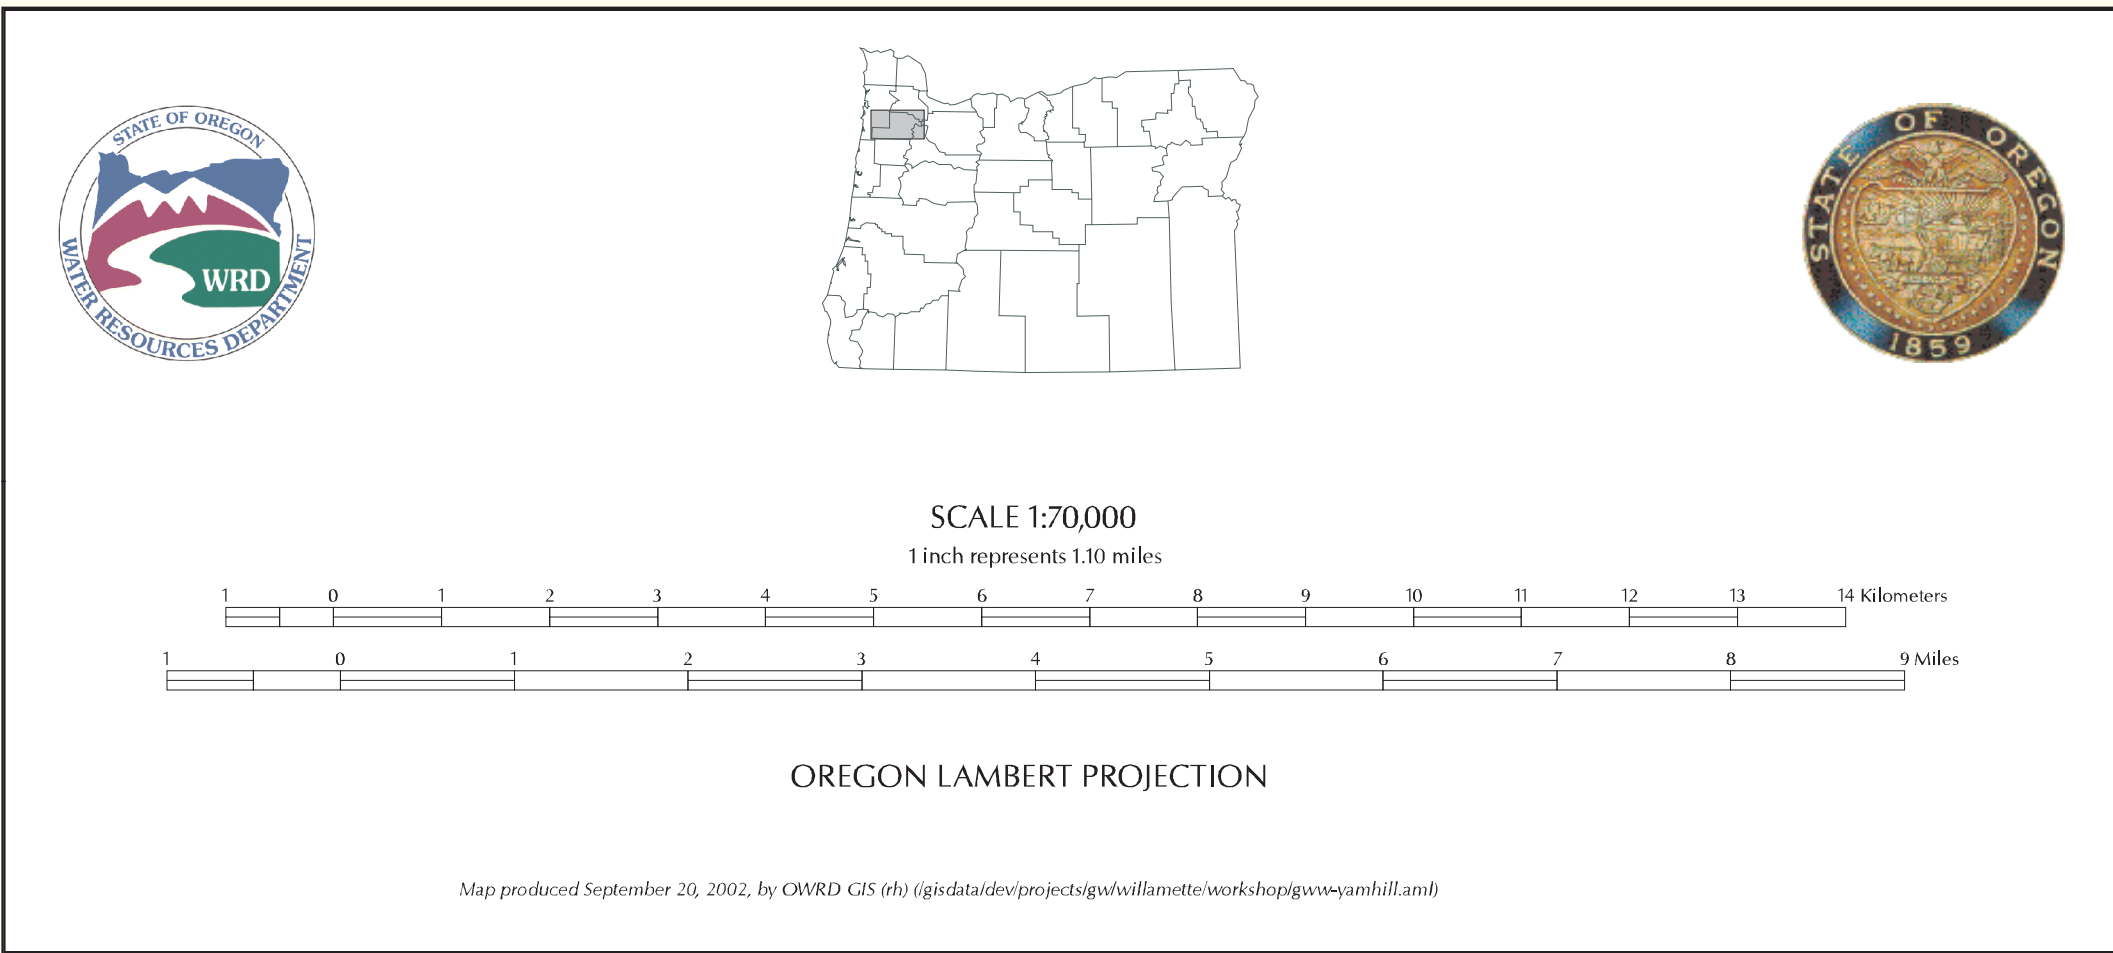 STATE OF OREGON
WATER RESOURCES DEPARTMENT
WRD
STATE OF OREGON
1859
SCALE 1:70,000
1 inch represents 1.10 miles
1 0 1 2 3 4 5 6 7 8 9 10 11 12 13 14 Kilometers
1 0 1 2 3 4 5 6 7 8 9 Miles
OREGON LAMBERT PROJECTION
Map produced September 20, 2002, by OWRD GIS (rh) (/gisdata/dev/projects/gw/willamette/workshop/gww-yamhill.aml)